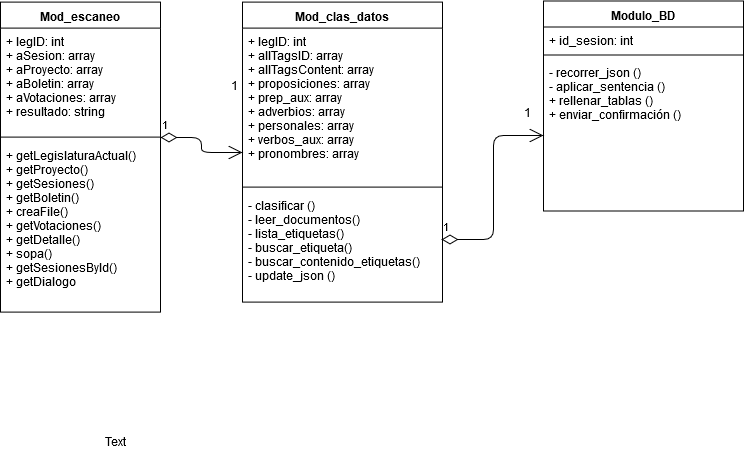 Mod_escaneo
+ legID: int
+ aSesion: array
+ aProyecto: array
+ aBoletin: array
+ aVotaciones: array
+ resultado: string
+ getLegislaturaActual()
+ getProyecto()
+ getSesiones()
+ getBoletin()
+ creaFile()
+ getVotaciones()
+ getDetalle()
+ sopa()
+ getSesionesById()
+ getDialogo
1
1
Mod_clas_datos
+ legID: int
+ allTagsID: array
+ allTagsContent: array
+ proposiciones: array
+ prep_aux: array
+ adverbios: array
+ personales: array
+ verbos_aux: array
+ pronombres: array
- clasificar ()
- leer_documentos()
- lista_etiquetas()
- buscar_etiqueta()
- buscar_contenido_etiquetas()
- update_json ()
1
1
Modulo_BD
+ id_sesion: int
- recorrer_json ()
- aplicar_sentencia ()
+ rellenar_tablas ()
+ enviar_confirmación ()
Text